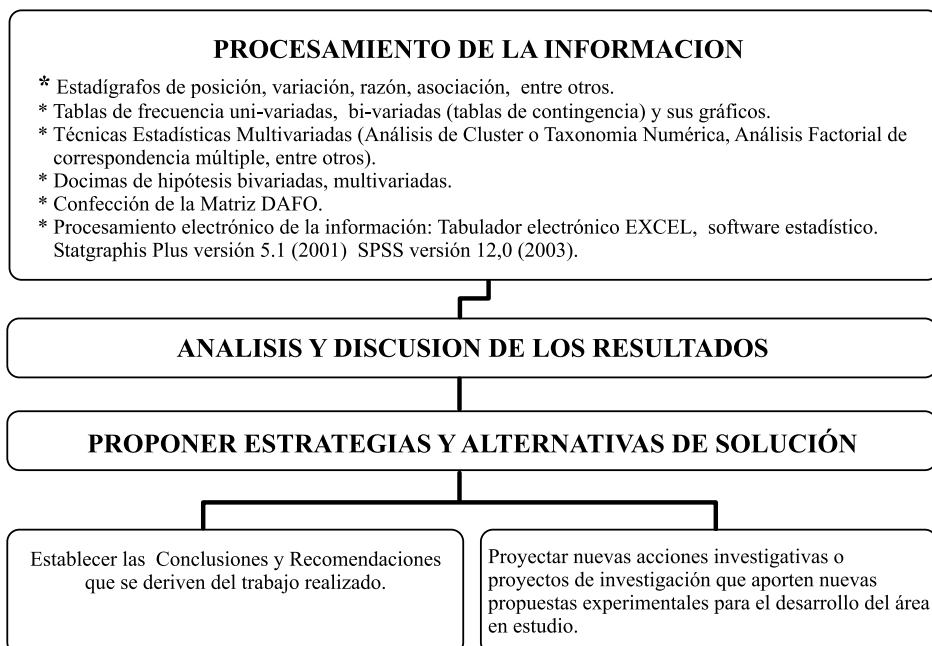 PROCESAMIENTO DE LA INFORMACION
* Estadígrafos de posición, variación, razón, asociación, entre otros.
* Tablas de frecuencia uni-variadas, bi-variadas (tablas de contingencia) y sus gráficos.
* Técnicas Estadísticas Multivariadas (Análisis de Cluster o Taxonomia Numérica, Análisis Factorial de
correspondencia múltiple, entre otros).
* Docimas de hipótesis bivariadas, multivariadas.
* Confección de la Matriz DAFO.
* Procesamiento electrónico de la información: Tabulador electrónico EXCEL, software estadístico.
Statgraphis Plus versión 5.1 (2001) SPSS versión 12,0 (2003).
ANALISIS Y DISCUSION DE LOS RESULTADOS
PROPONER ESTRATEGIAS Y ALTERNATIVAS DE SOLUCIÓN
Establecer las Conclusiones y Recomendaciones
que se deriven del trabajo realizado.
Proyectar nuevas acciones investigativas o
proyectos de investigación que aporten nuevas
propuestas experimentales para el desarrollo del área
en estudio.